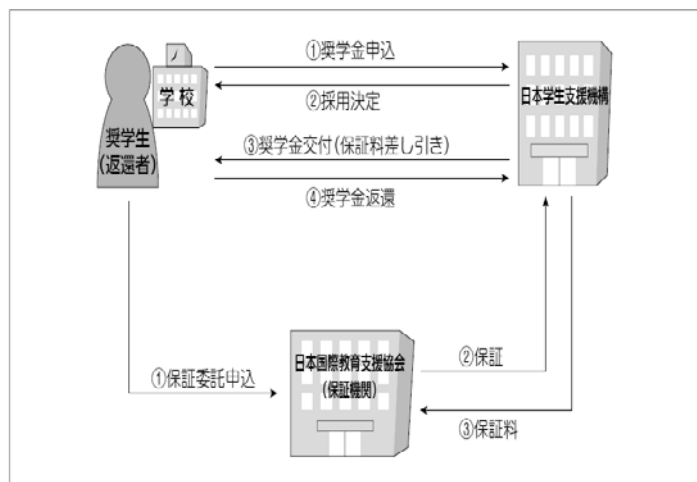 ①奨学金申込
学校
②採用決定
日本学生支援機構
奨学生
(返還者)
③奨学金交付(保証料差し引き)
④奨学金返還
日本国際教育支援協会
(保証機関)
②保証
①保証委託申込
③保証料